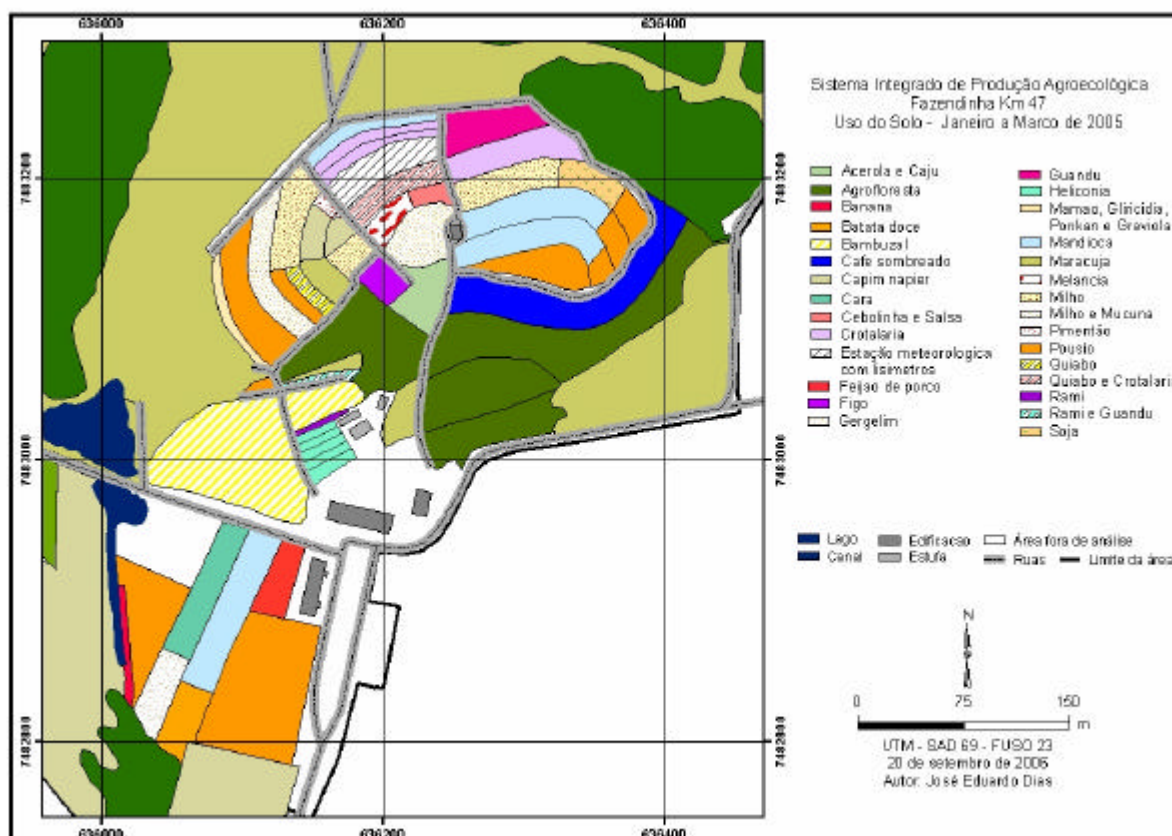 636000
636200
636400
7483200
7483000
7482800
7483200
7483000
7482800
636000
636200
636400
Sistema Integrado de Produção Agroecológica
Fazendinha Km 47
Uso do Solo - Janeiro a Marco de 2005
Acerola e Caju
Agrofloresta
Banana
Batata doce
Bambuzal
Cafe sombreado
Capim napier
Cara
Cebolinha e Salsa
Crotalaria
Estação meteorologica
com lisimetros
Feijao de porco
Figo
Gergelim
Guandu
Heliconia
Mamao, Gliricidia,
Ponkan e Graviola
Mandioca
Maracuja
Melancia
Milho
Milho e Mucuna
Pimentão
Pousio
Quiabo
Quiabo e Crotalari
Rami
Rami e Guandu
Soja
Lago
Canal
Edificacao
Estufa
Área fora de análise
Ruas
Limite da área
N
0 75 150
m
UTM - SAD 69 - FUSO 23
20 de setembro de 2006
Autor: José Eduardo Dias